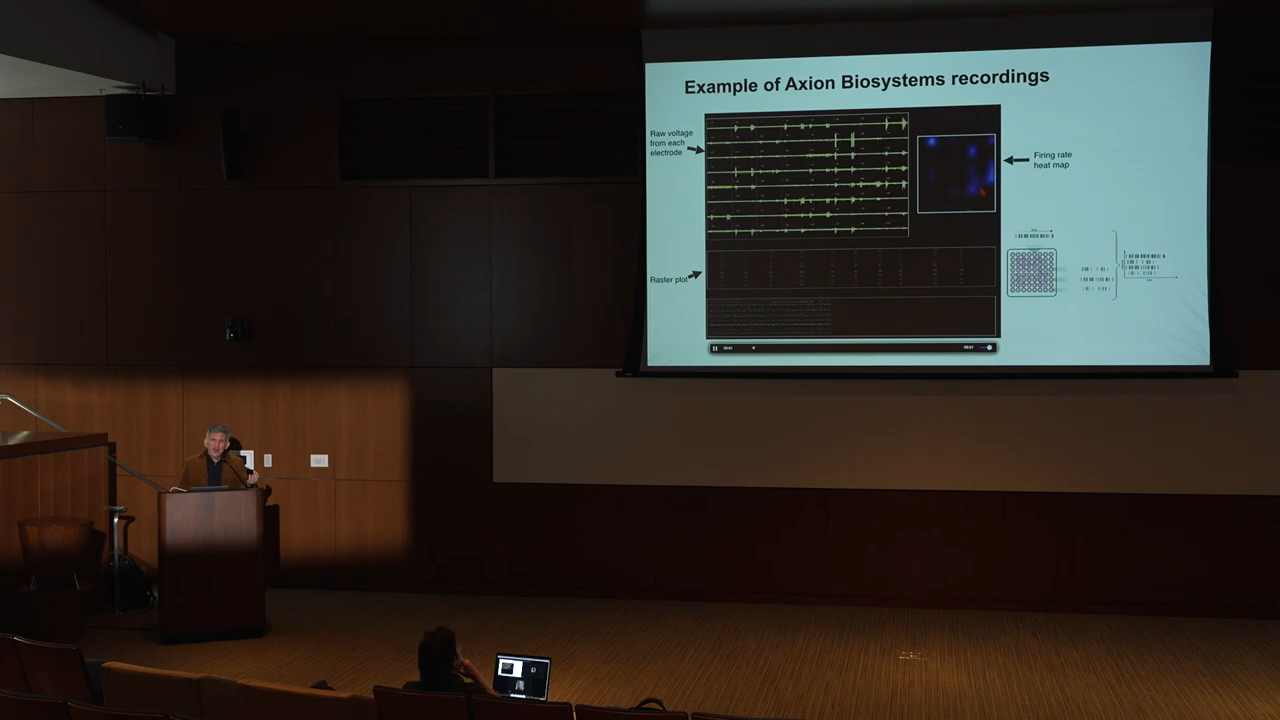 Example of Axion Biosystems recordings
Raw voltage
from each
electrode
Firing rate
heat map
Raster plot